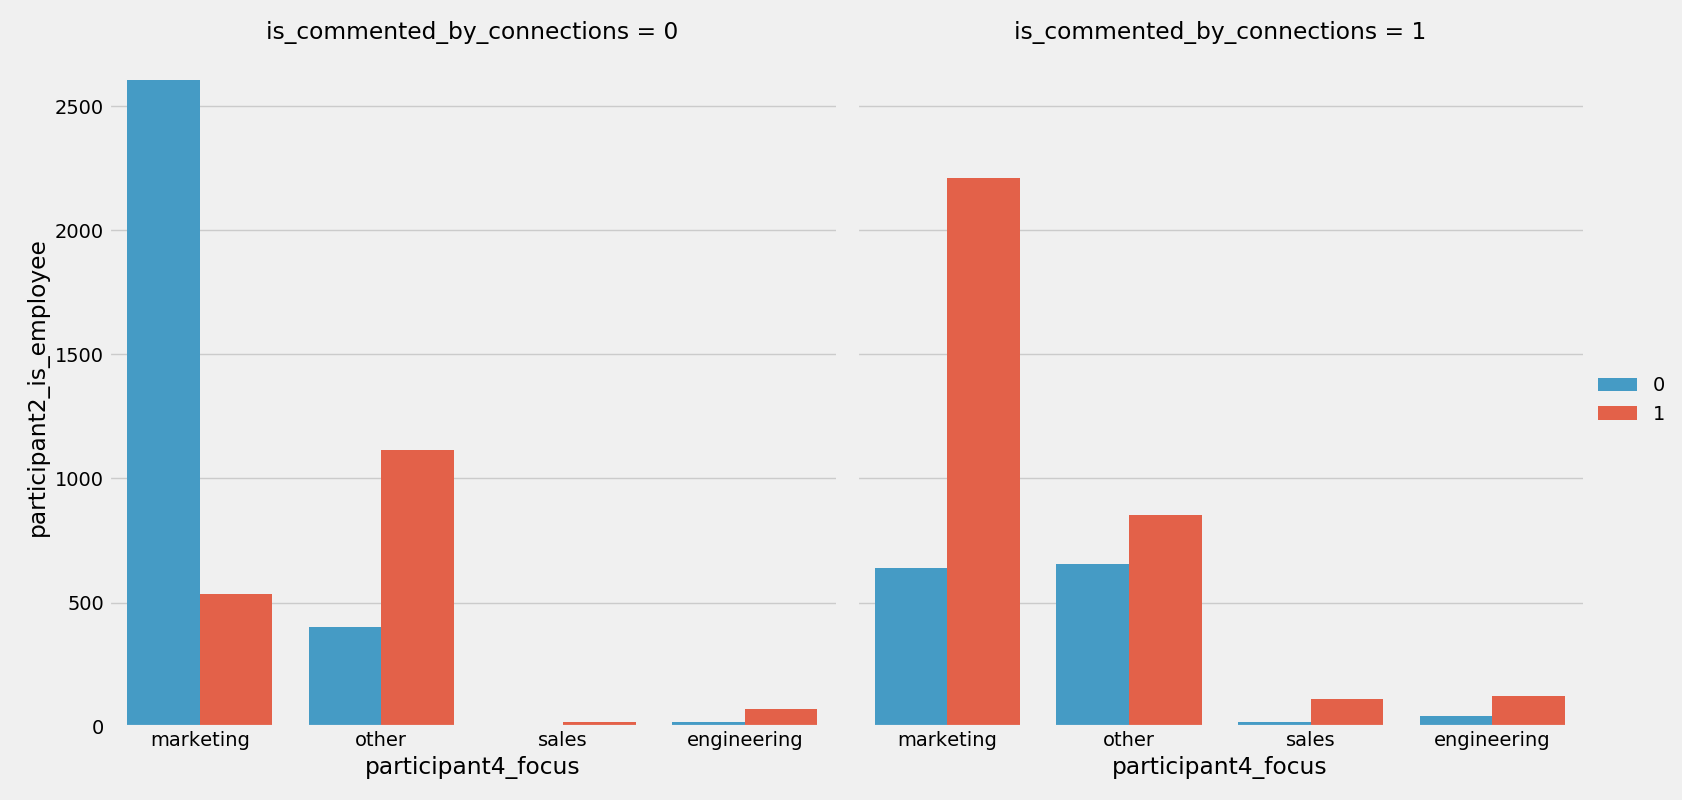 is_commented_by_connections = 0
is_commented_by_connections = 1
participant2_is_employee
2500
2000
1500
1000
500
0
marketing
other
sales
engineering
marketing
other
sales
engineering
participant4_focus
participant4_focus
0
1